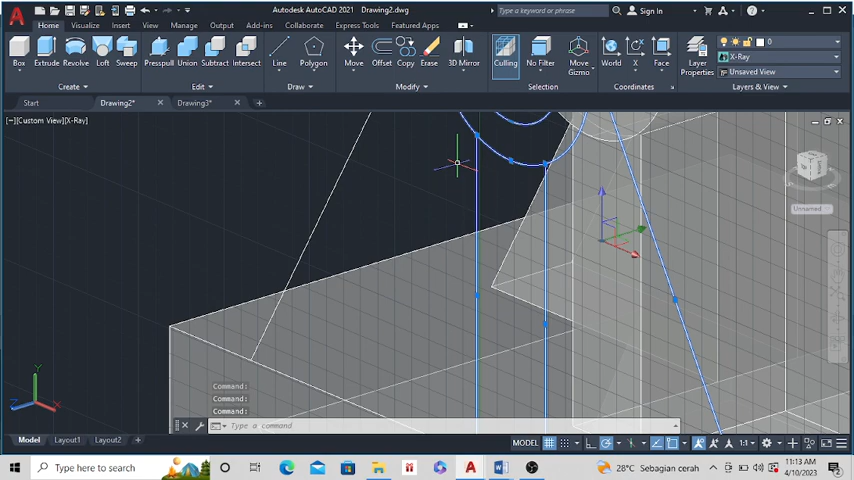 Autodesk AutoCAD 2021 Drawing2.dwg
Type a keyword or phrase
Sign In
Home Visualize Insert View Manage Output Add-ins Collaborate Express Tools Featured Apps
Box Extrude Revolve Loft Sweep Presspull Union Subtract Intersect Line Polygon Move Offset Copy Erase 3D Mirror Culling No Filter Move Gizmo World X Face Layer Properties
0
X-Ray
Unsaved View
Create Draw Modify Selection Coordinates Layers & View
Start Drawing2* Drawing3*
[−][Custom View][X-Ray]
Unnamed
Y
Z X
Command:
Command:
Command:
Type a command
Model Layout1 Layout2
MODEL 1:1
Type here to search
28°C Sebagian cerah
11:13 AM
4/10/2023
2